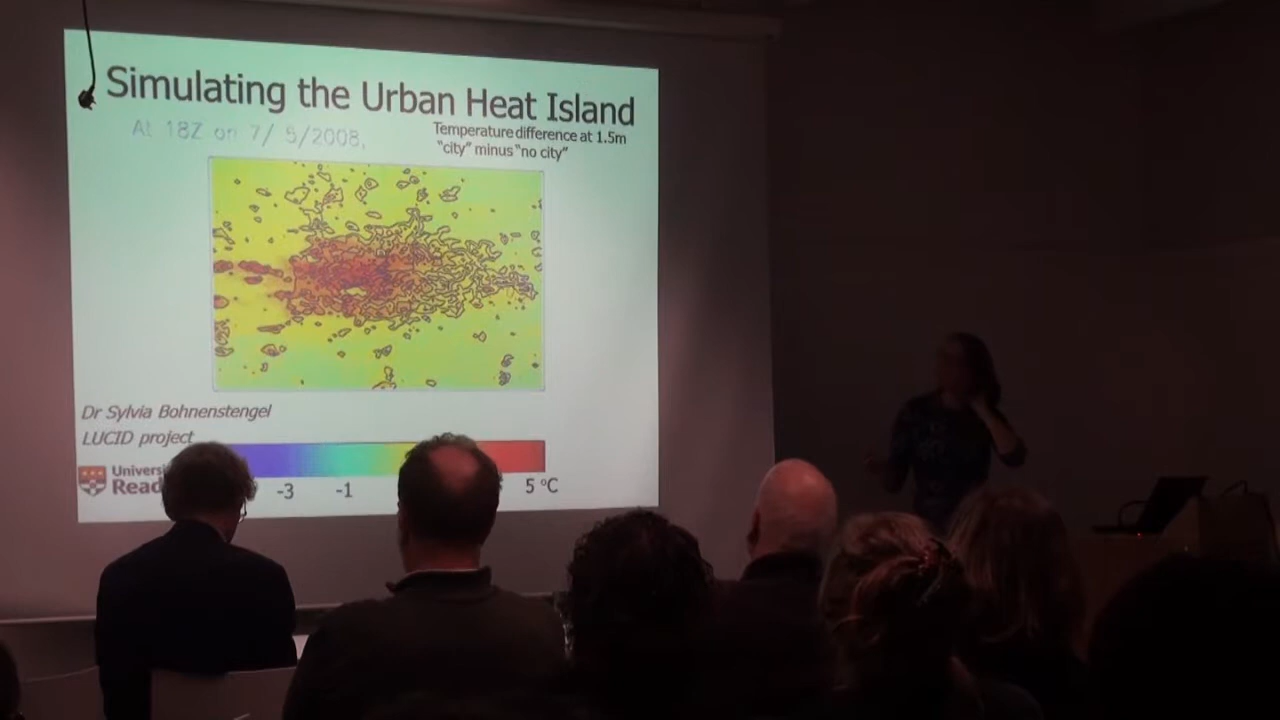 Simulating the Urban Heat Island
At 18Z on 7/ 5/2008,
Temperature difference at 1.5m
"city" minus "no city"
Dr Sylvia Bohnenstengel
LUCID project
-3 -1 5 °C